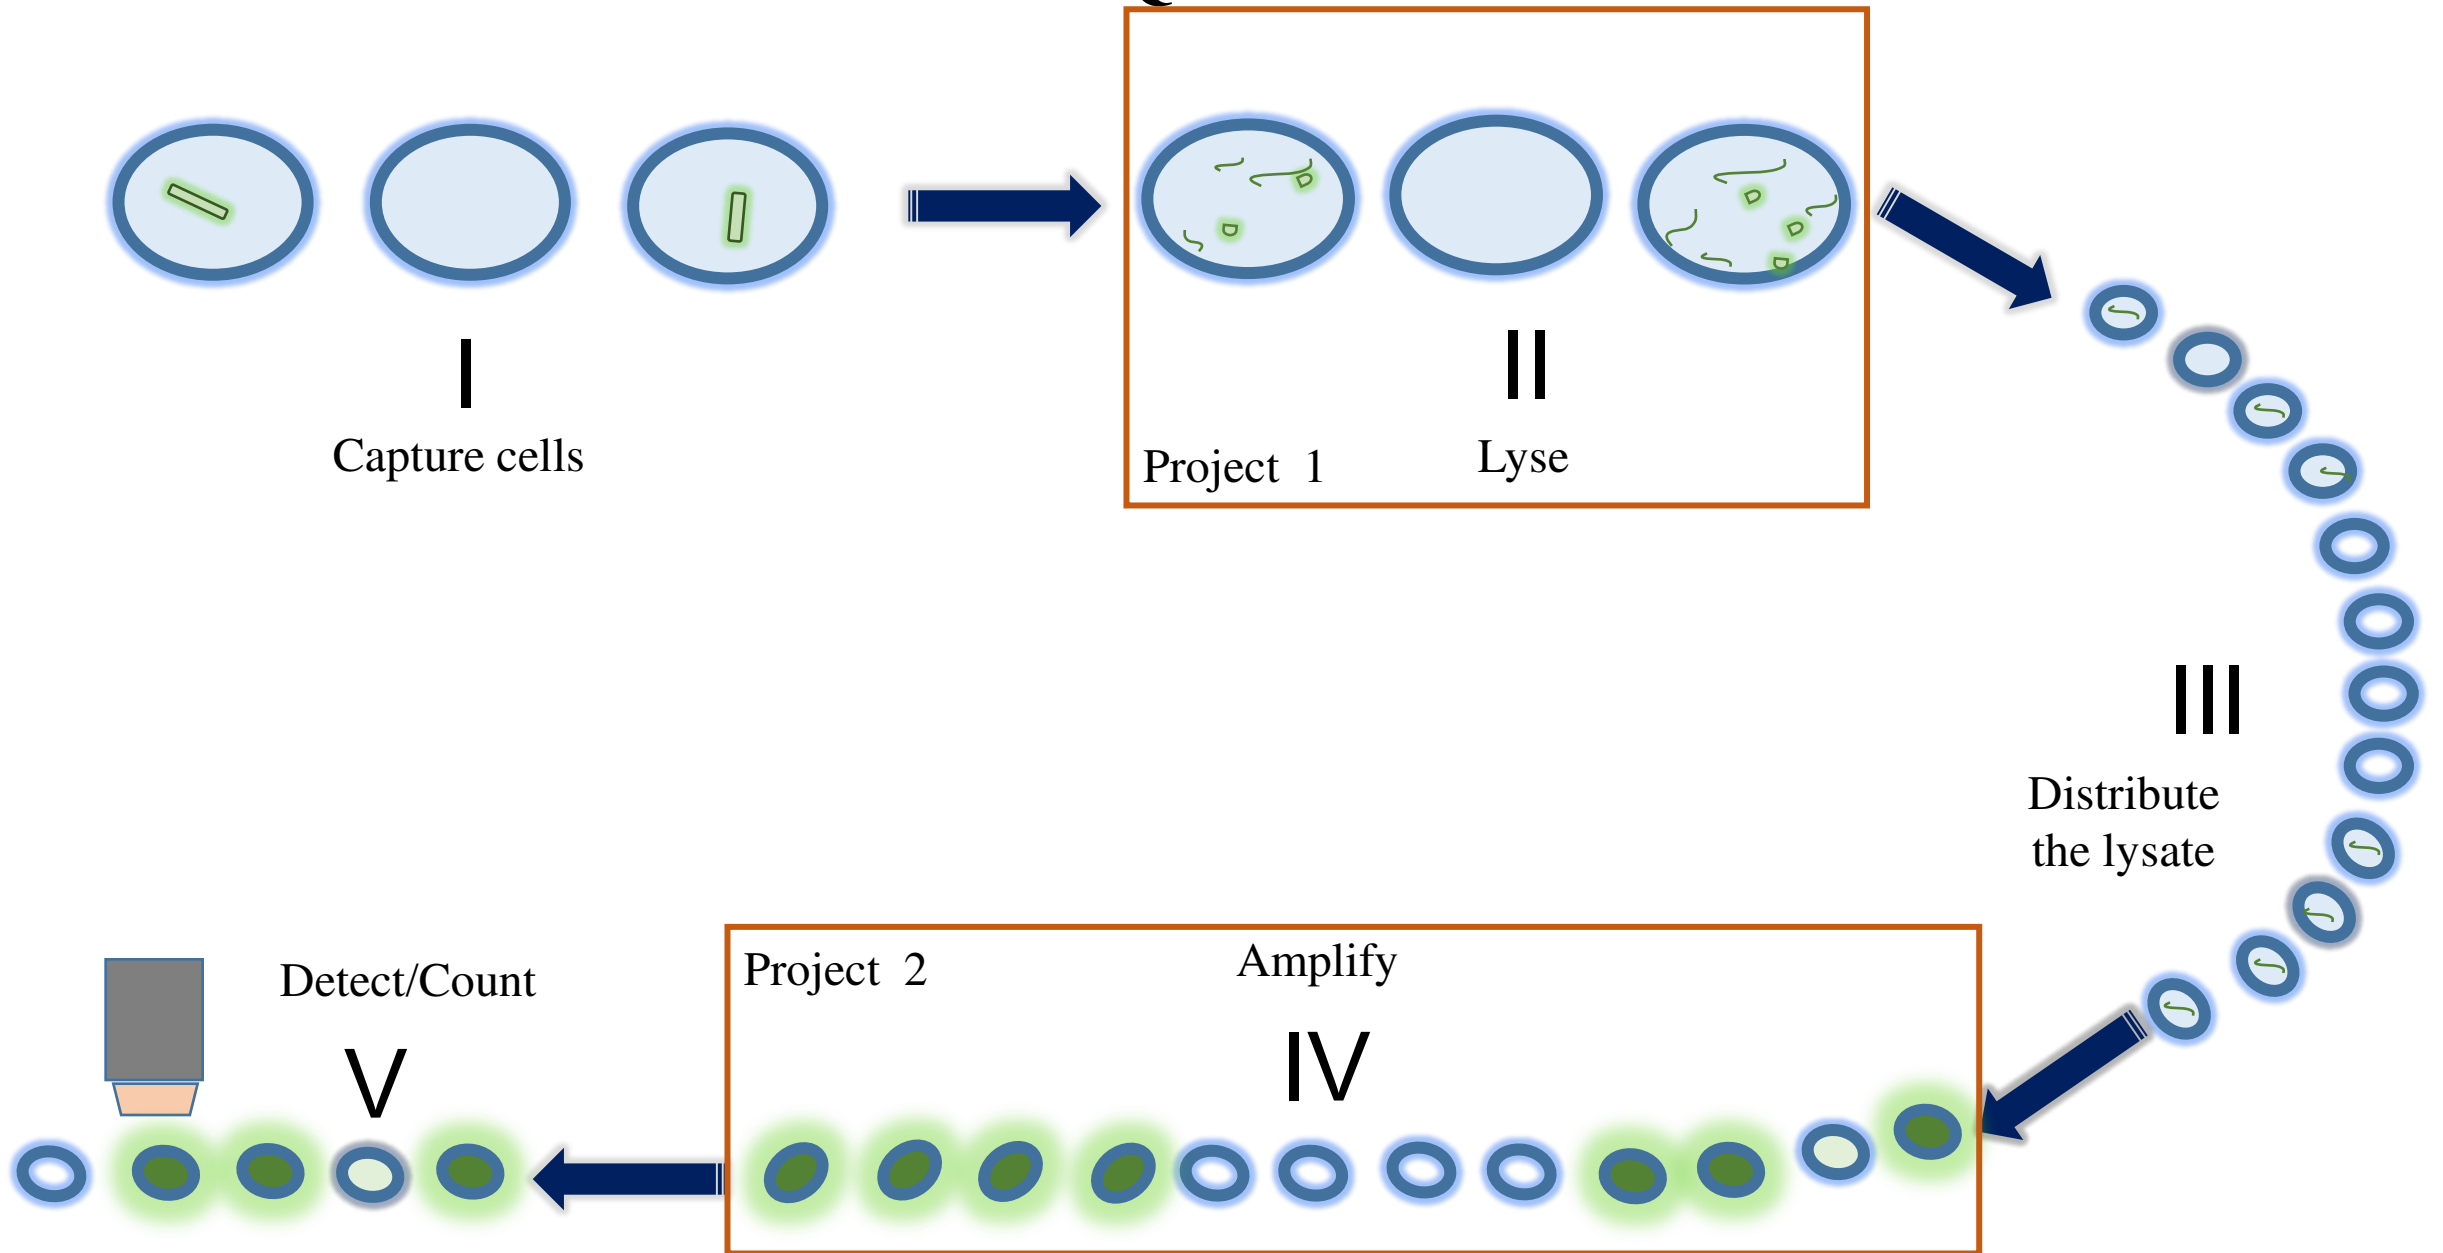 I
Capture cells
II
Project 1
Lyse
III
Distribute
the lysate
Project 2
Amplify
IV
Detect/Count
V